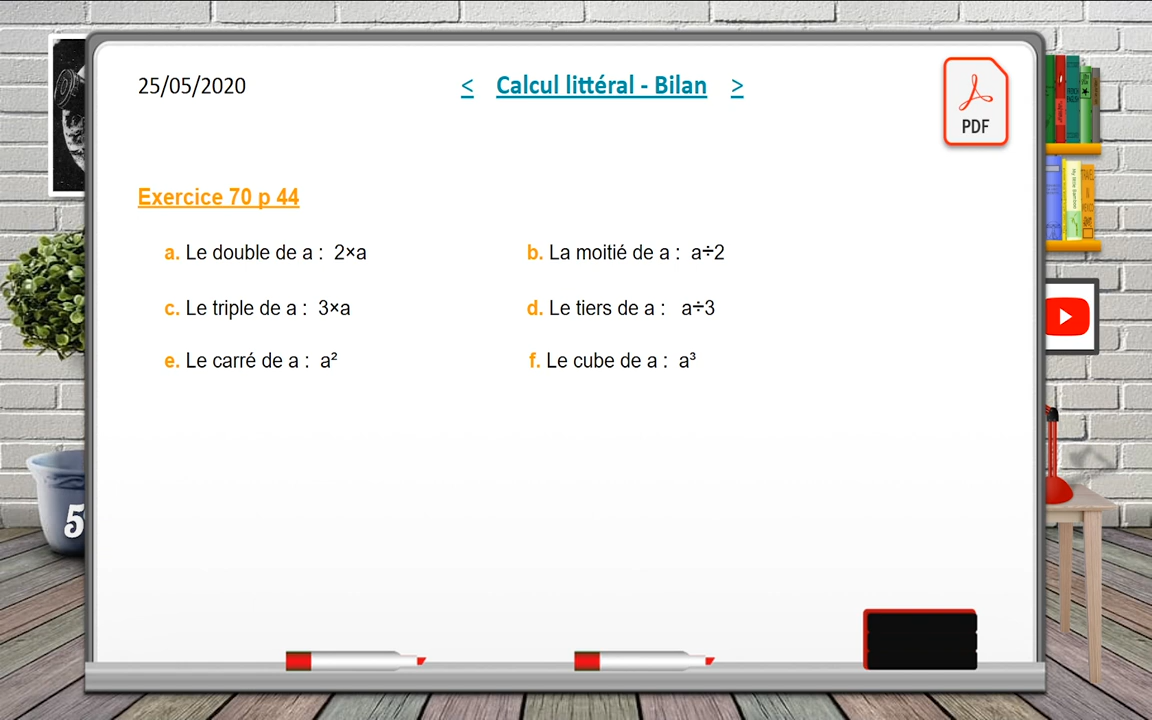 25/05/2020
< Calcul littéral - Bilan >
PDF
Exercice 70 p 44
a. Le double de a : 2×a
b. La moitié de a : a÷2
c. Le triple de a : 3×a
d. Le tiers de a : a÷3
e. Le carré de a : a²
f. Le cube de a : a³
5